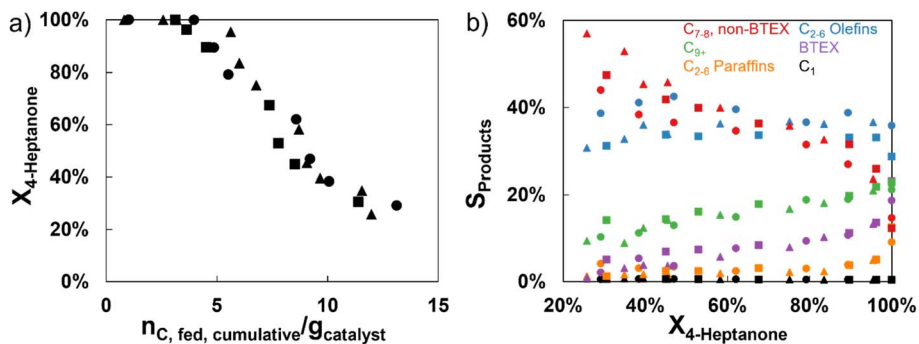 a)
X4-Heptanone
100%
80%
60%
40%
20%
0%
0 5 10 15
nC, fed, cumulative/gcatalyst
b)
SProducts
60%
40%
20%
0%
C7-8, non-BTEX C2-6 Olefins
C9+ BTEX
C2-6 Paraffins C1
20% 40% 60% 80% 100%
X4-Heptanone